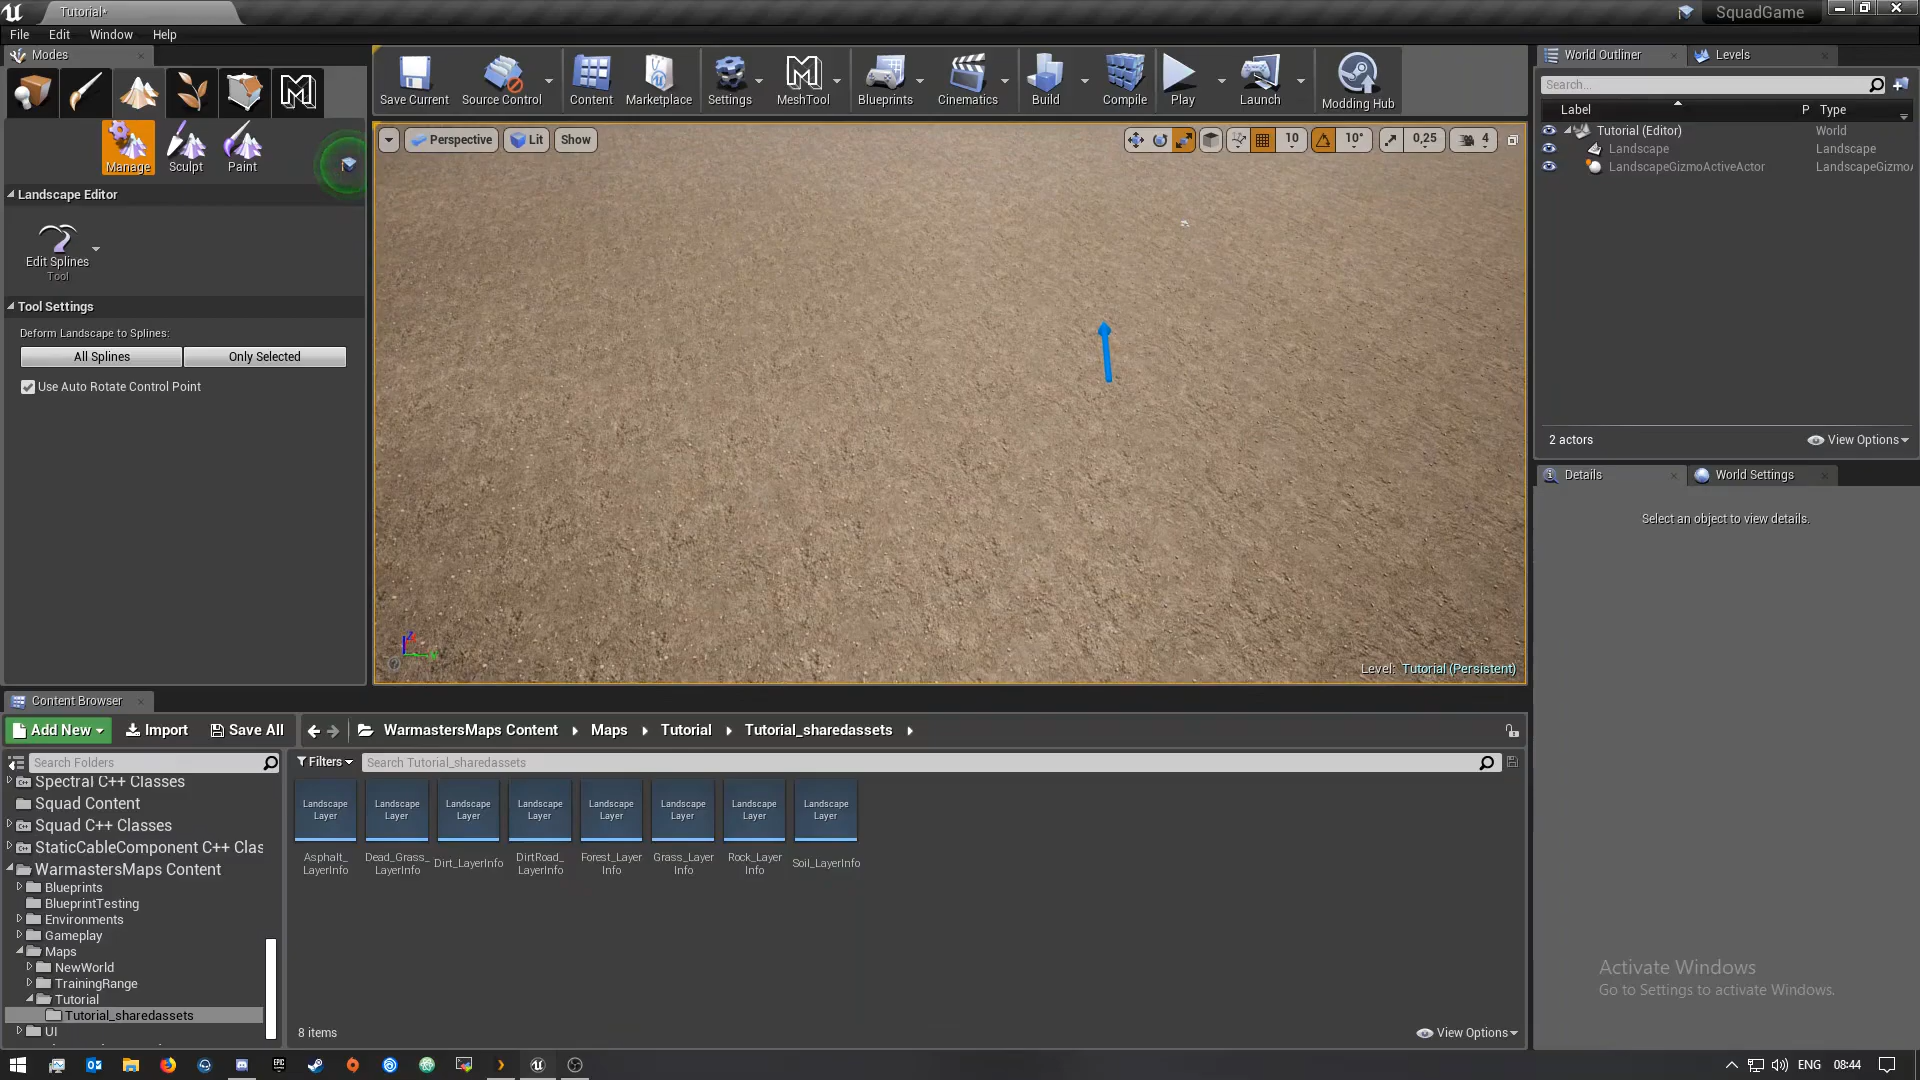 Tutorial*
SquadGame
File Edit Window Help
Modes
Save Current
Source Control
Content
Marketplace
Settings
MeshTool
Blueprints
Cinematics
Build
Compile
Play
Launch
Modding Hub
World Outliner
Levels
Search...
Label
P
Type
Tutorial (Editor)
World
Landscape
Landscape
LandscapeGizmoActiveActor
LandscapeGizmo
2 actors
View Options
Manage
Sculpt
Paint
Landscape Editor
Edit Splines
Tool
Tool Settings
Deform Landscape to Splines:
All Splines
Only Selected
Use Auto Rotate Control Point
Perspective
Lit
Show
10
10°
0,25
4
Level: Tutorial (Persistent)
Details
World Settings
Select an object to view details.
Content Browser
Add New
Import
Save All
WarmastersMaps Content
Maps
Tutorial
Tutorial_sharedassets
Search Folders
Filters
Search Tutorial_sharedassets
Spectral C++ Classes
Squad Content
Squad C++ Classes
StaticCableComponent C++ Clas
WarmastersMaps Content
Blueprints
BlueprintTesting
Environments
Gameplay
Maps
NewWorld
TrainingRange
Tutorial
Tutorial_sharedassets
UI
Landscape
Layer
Asphalt_
LayerInfo
Landscape
Layer
Dead_Grass_
LayerInfo
Landscape
Layer
Dirt_LayerInfo
Landscape
Layer
DirtRoad_
LayerInfo
Landscape
Layer
Forest_Layer
Info
Landscape
Layer
Grass_Layer
Info
Landscape
Layer
Rock_Layer
Info
Landscape
Layer
Soil_LayerInfo
8 items
View Options
Activate Windows
Go to Settings to activate Windows.
EPIC
ENG
08:44